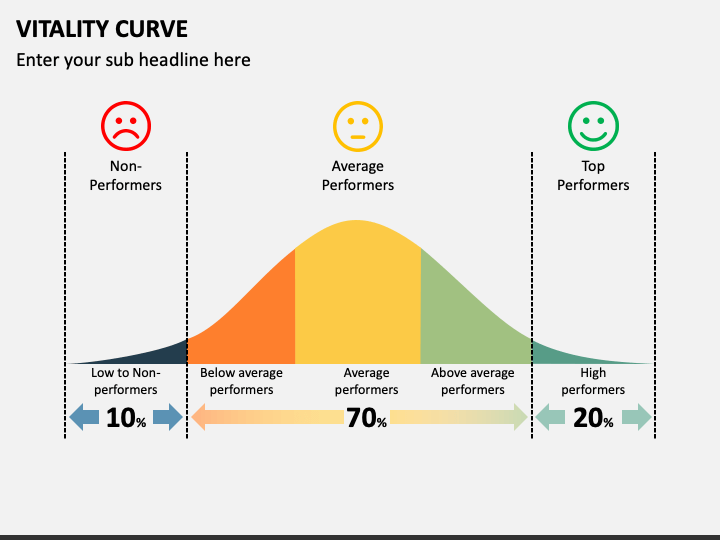 VITALITY CURVE
Enter your sub headline here
Non-
Performers
Average
Performers
Top
Performers
Low to Non-
performers
Below average
performers
Average
performers
Above average
performers
High
performers
10%
70%
20%